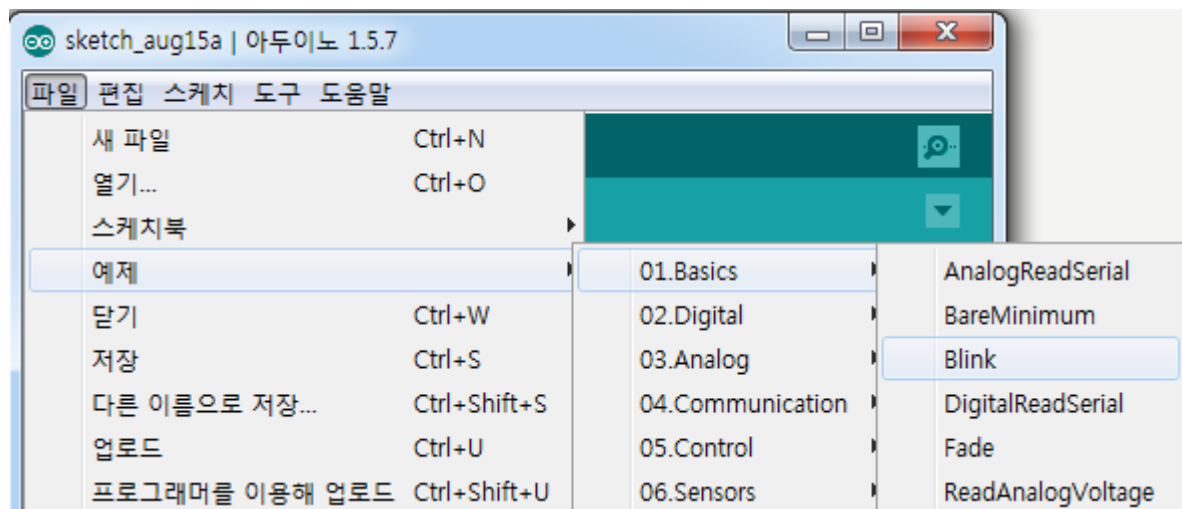 sketch_aug15a | 아두이노 1.5.7
파일 편집 스케치 도구 도움말
새 파일 Ctrl+N
열기... Ctrl+O
스케치북
예제 01.Basics AnalogReadSerial
닫기 Ctrl+W 02.Digital BareMinimum
저장 Ctrl+S 03.Analog Blink
다른 이름으로 저장... Ctrl+Shift+S 04.Communication DigitalReadSerial
업로드 Ctrl+U 05.Control Fade
프로그래머를 이용해 업로드 Ctrl+Shift+U 06.Sensors ReadAnalogVoltage